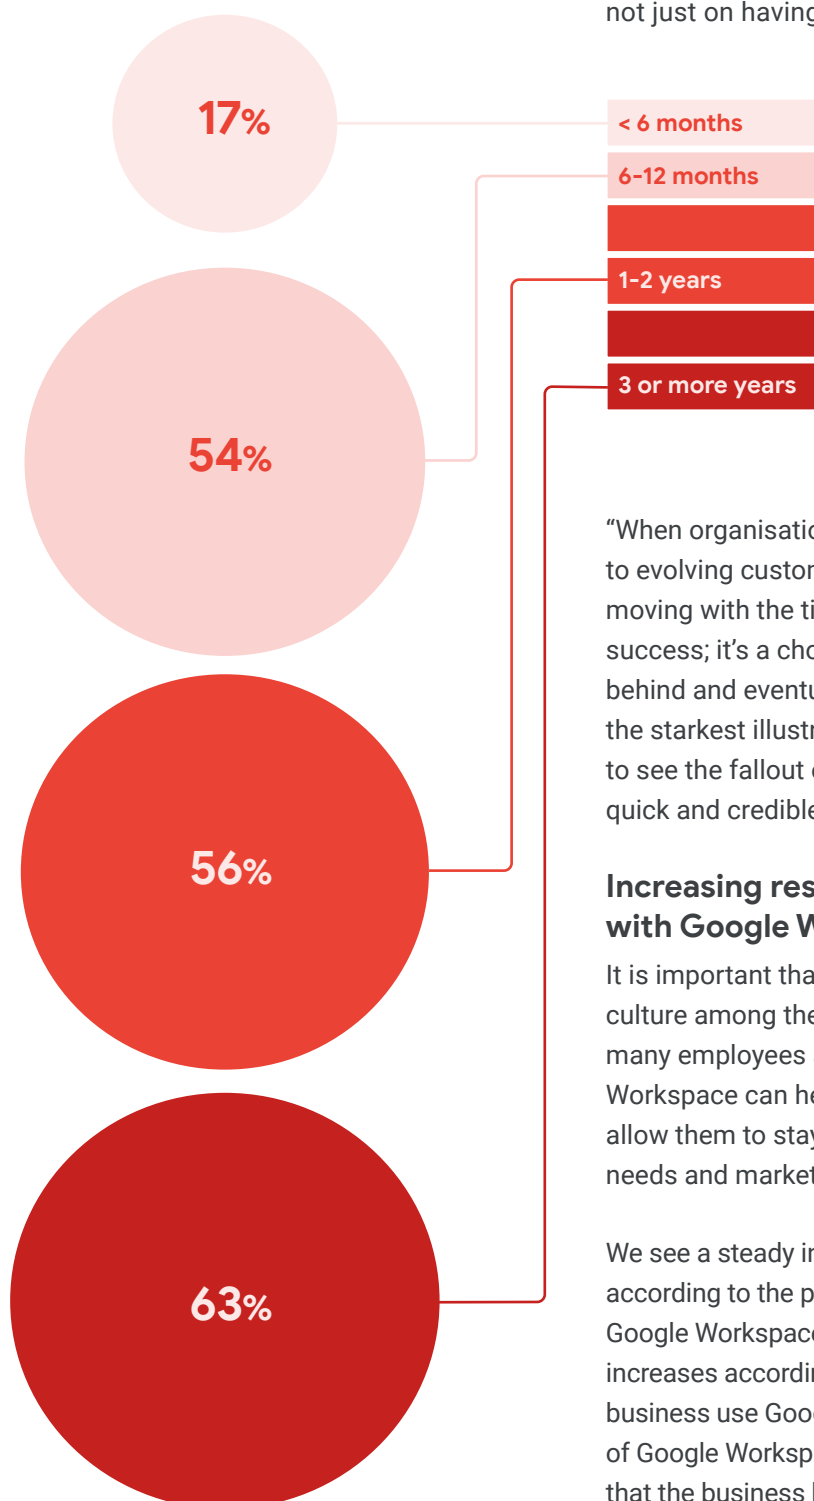 not just on having
17%
< 6 months
6-12 months
1-2 years
3 or more years
54%
56%
63%
“When organisatio
to evolving custo
moving with the ti
success; it’s a cho
behind and eventu
the starkest illustr
to see the fallout
quick and credible
Increasing res
with Google W
It is important tha
culture among the
many employees
Workspace can he
allow them to stay
needs and market
We see a steady in
according to the p
Google Workspace
increases accordin
business use Goo
of Google Worksp
that the business